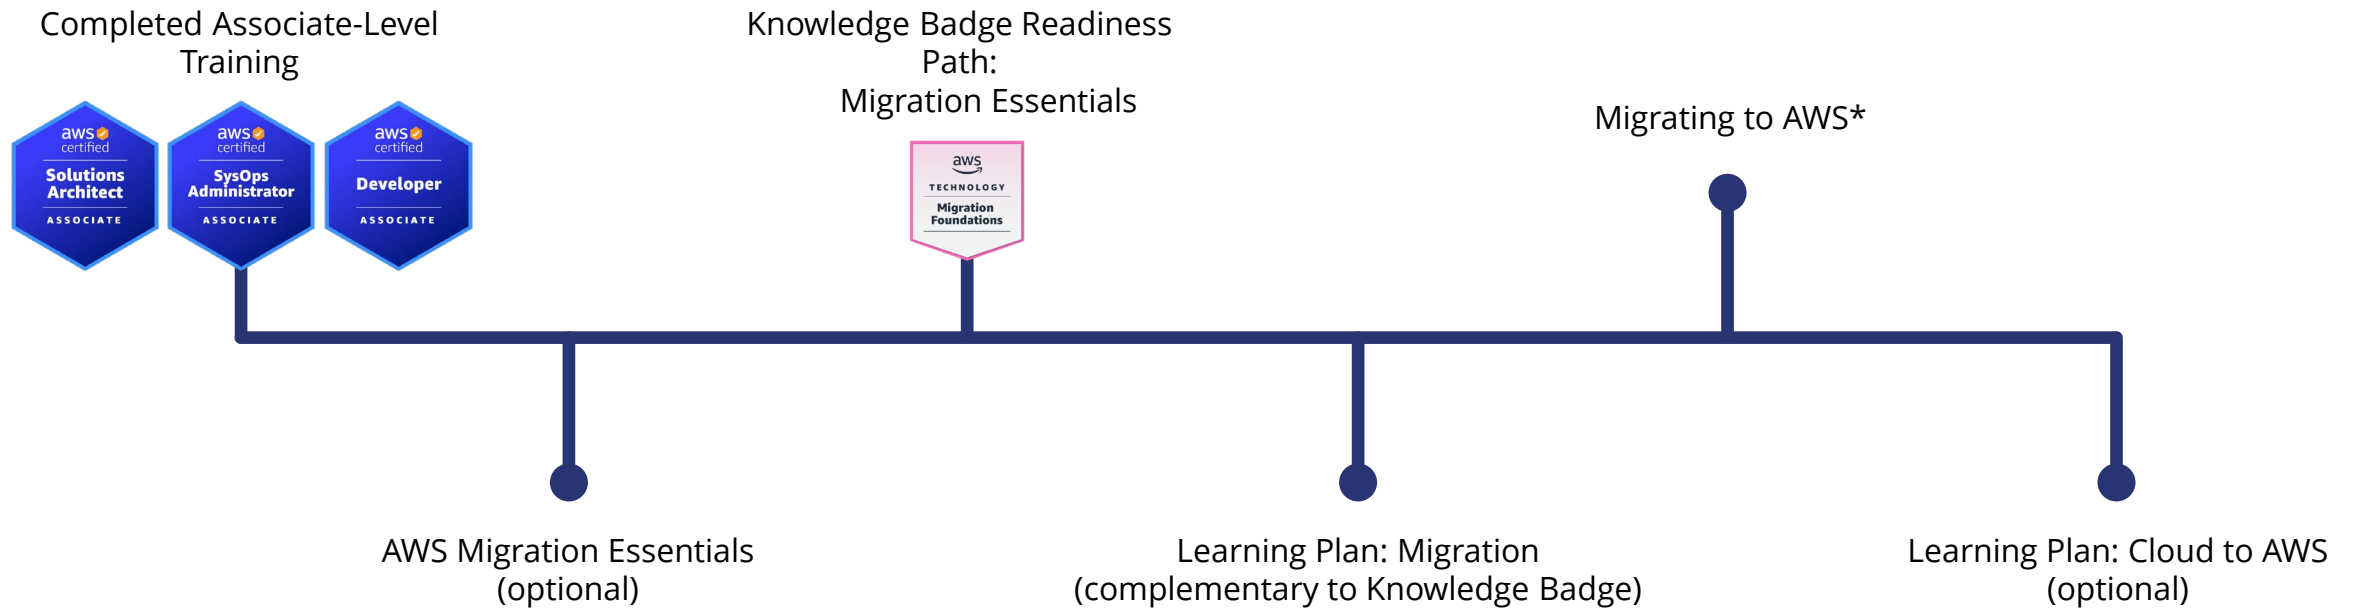 Completed Associate-Level
Training
aws
certified
Solutions
Architect
ASSOCIATE
aws
certified
SysOps
Administrator
ASSOCIATE
aws
certified
Developer
ASSOCIATE
Knowledge Badge Readiness
Path:
Migration Essentials
aws
TECHNOLOGY
Migration
Foundations
Migrating to AWS*
AWS Migration Essentials
(optional)
Learning Plan: Migration
(complementary to Knowledge Badge)
Learning Plan: Cloud to AWS
(optional)